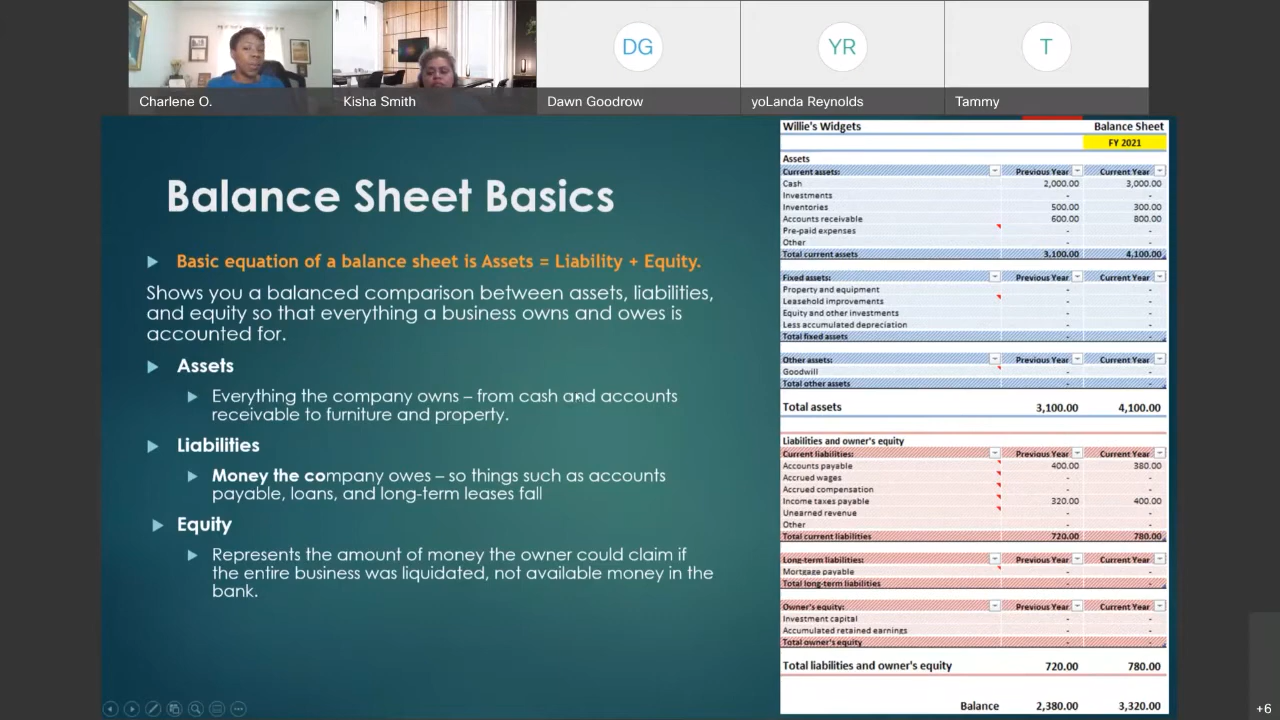 DG
YR
T
Charlene O.
Kisha Smith
Dawn Goodrow
yoLanda Reynolds
Tammy
Balance Sheet Basics
Basic equation of a balance sheet is Assets = Liability + Equity.
Shows you a balanced comparison between assets, liabilities,
and equity so that everything a business owns and owes is
accounted for.
Assets
Everything the company owns – from cash and accounts
receivable to furniture and property.
Liabilities
Money the company owes – so things such as accounts
payable, loans, and long-term leases fall
Equity
Represents the amount of money the owner could claim if
the entire business was liquidated, not available money in the
bank.
Willie's Widgets Balance Sheet
FY 2021
Assets
Current assets: Previous Year Current Year
Cash 2,000.00 3,000.00
Investments - -
Inventories 500.00 300.00
Accounts receivable 600.00 800.00
Pre-paid expenses - -
Other - -
Total current assets 3,100.00 4,100.00
Fixed assets: Previous Year Current Year
Property and equipment - -
Leasehold improvements - -
Equity and other investments - -
Less accumulated depreciation - -
Total fixed assets - -
Other assets: Previous Year Current Year
Goodwill - -
Total other assets - -
Total assets 3,100.00 4,100.00
Liabilities and owner's equity
Current liabilities: Previous Year Current Year
Accounts payable 400.00 380.00
Accrued wages - -
Accrued compensation - -
Income taxes payable 320.00 400.00
Unearned revenue - -
Other - -
Total current liabilities 720.00 780.00
Long-term liabilities: Previous Year Current Year
Mortgage payable - -
Total long-term liabilities - -
Owner's equity: Previous Year Current Year
Investment capital - -
Accumulated retained earnings - -
Total owner's equity - -
Total liabilities and owner's equity 720.00 780.00
Balance 2,380.00 3,320.00
+6